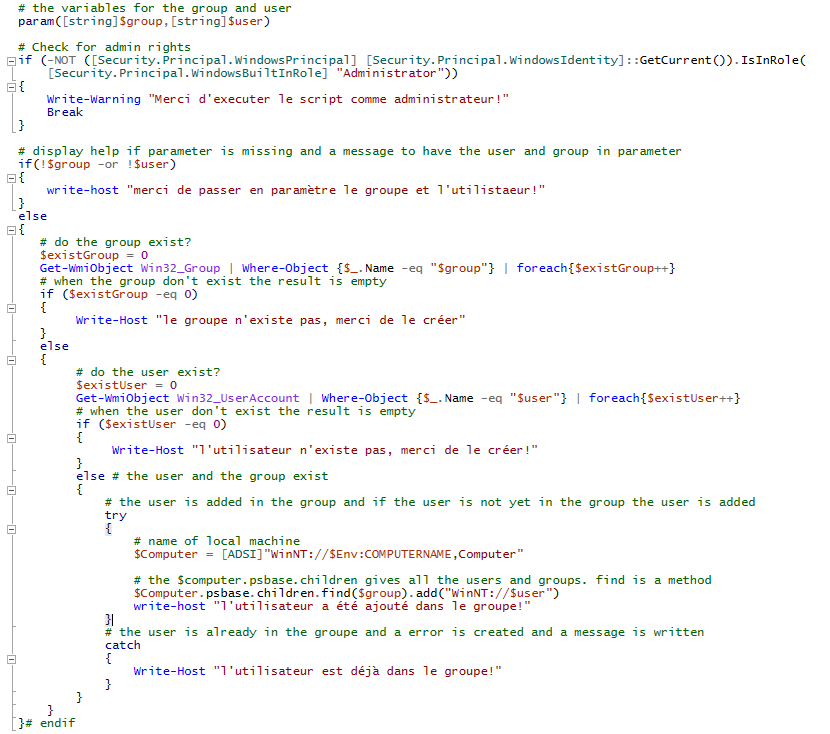 # the variables for the group and user
param([string]$group,[string]$user)
# Check for admin rights
if (-NOT ([Security.Principal.WindowsPrincipal] [Security.Principal.WindowsIdentity]::GetCurrent()).IsInRole(
[Security.Principal.WindowsBuiltInRole] "Administrator"))
{
Write-Warning "Merci d'executer le script comme administrateur!"
Break
}
# display help if parameter is missing and a message to have the user and group in parameter
if(!$group -or !$user)
{
write-host "merci de passer en paramètre le groupe et l'utilistaeur!"
}
else
{
# do the group exist?
$existGroup = 0
Get-WmiObject Win32_Group | Where-Object {$_.Name -eq "$group"} | foreach{$existGroup++}
# when the group don't exist the result is empty
if ($existGroup -eq 0)
{
Write-Host "le groupe n'existe pas, merci de le créer"
}
else
{
# do the user exist?
$existUser = 0
Get-WmiObject Win32_UserAccount | Where-Object {$_.Name -eq "$user"} | foreach{$existUser++}
# when the user don't exist the result is empty
if ($existUser -eq 0)
{
Write-Host "l'utilisateur n'existe pas, merci de le créer!"
}
else # the user and the group exist
{
# the user is added in the group and if the user is not yet in the group the user is added
try
{
# name of local machine
$Computer = [ADSI]"WinNT://$Env:COMPUTERNAME,Computer"
# the $computer.psbase.children gives all the users and groups. find is a method
$Computer.psbase.children.find($group).add("WinNT://$user")
write-host "l'utilisateur a été ajouté dans le groupe!"
}
# the user is already in the groupe and a error is created and a message is written
catch
{
Write-Host "l'utilisateur est déjà dans le groupe!"
}
}
}
}# endif